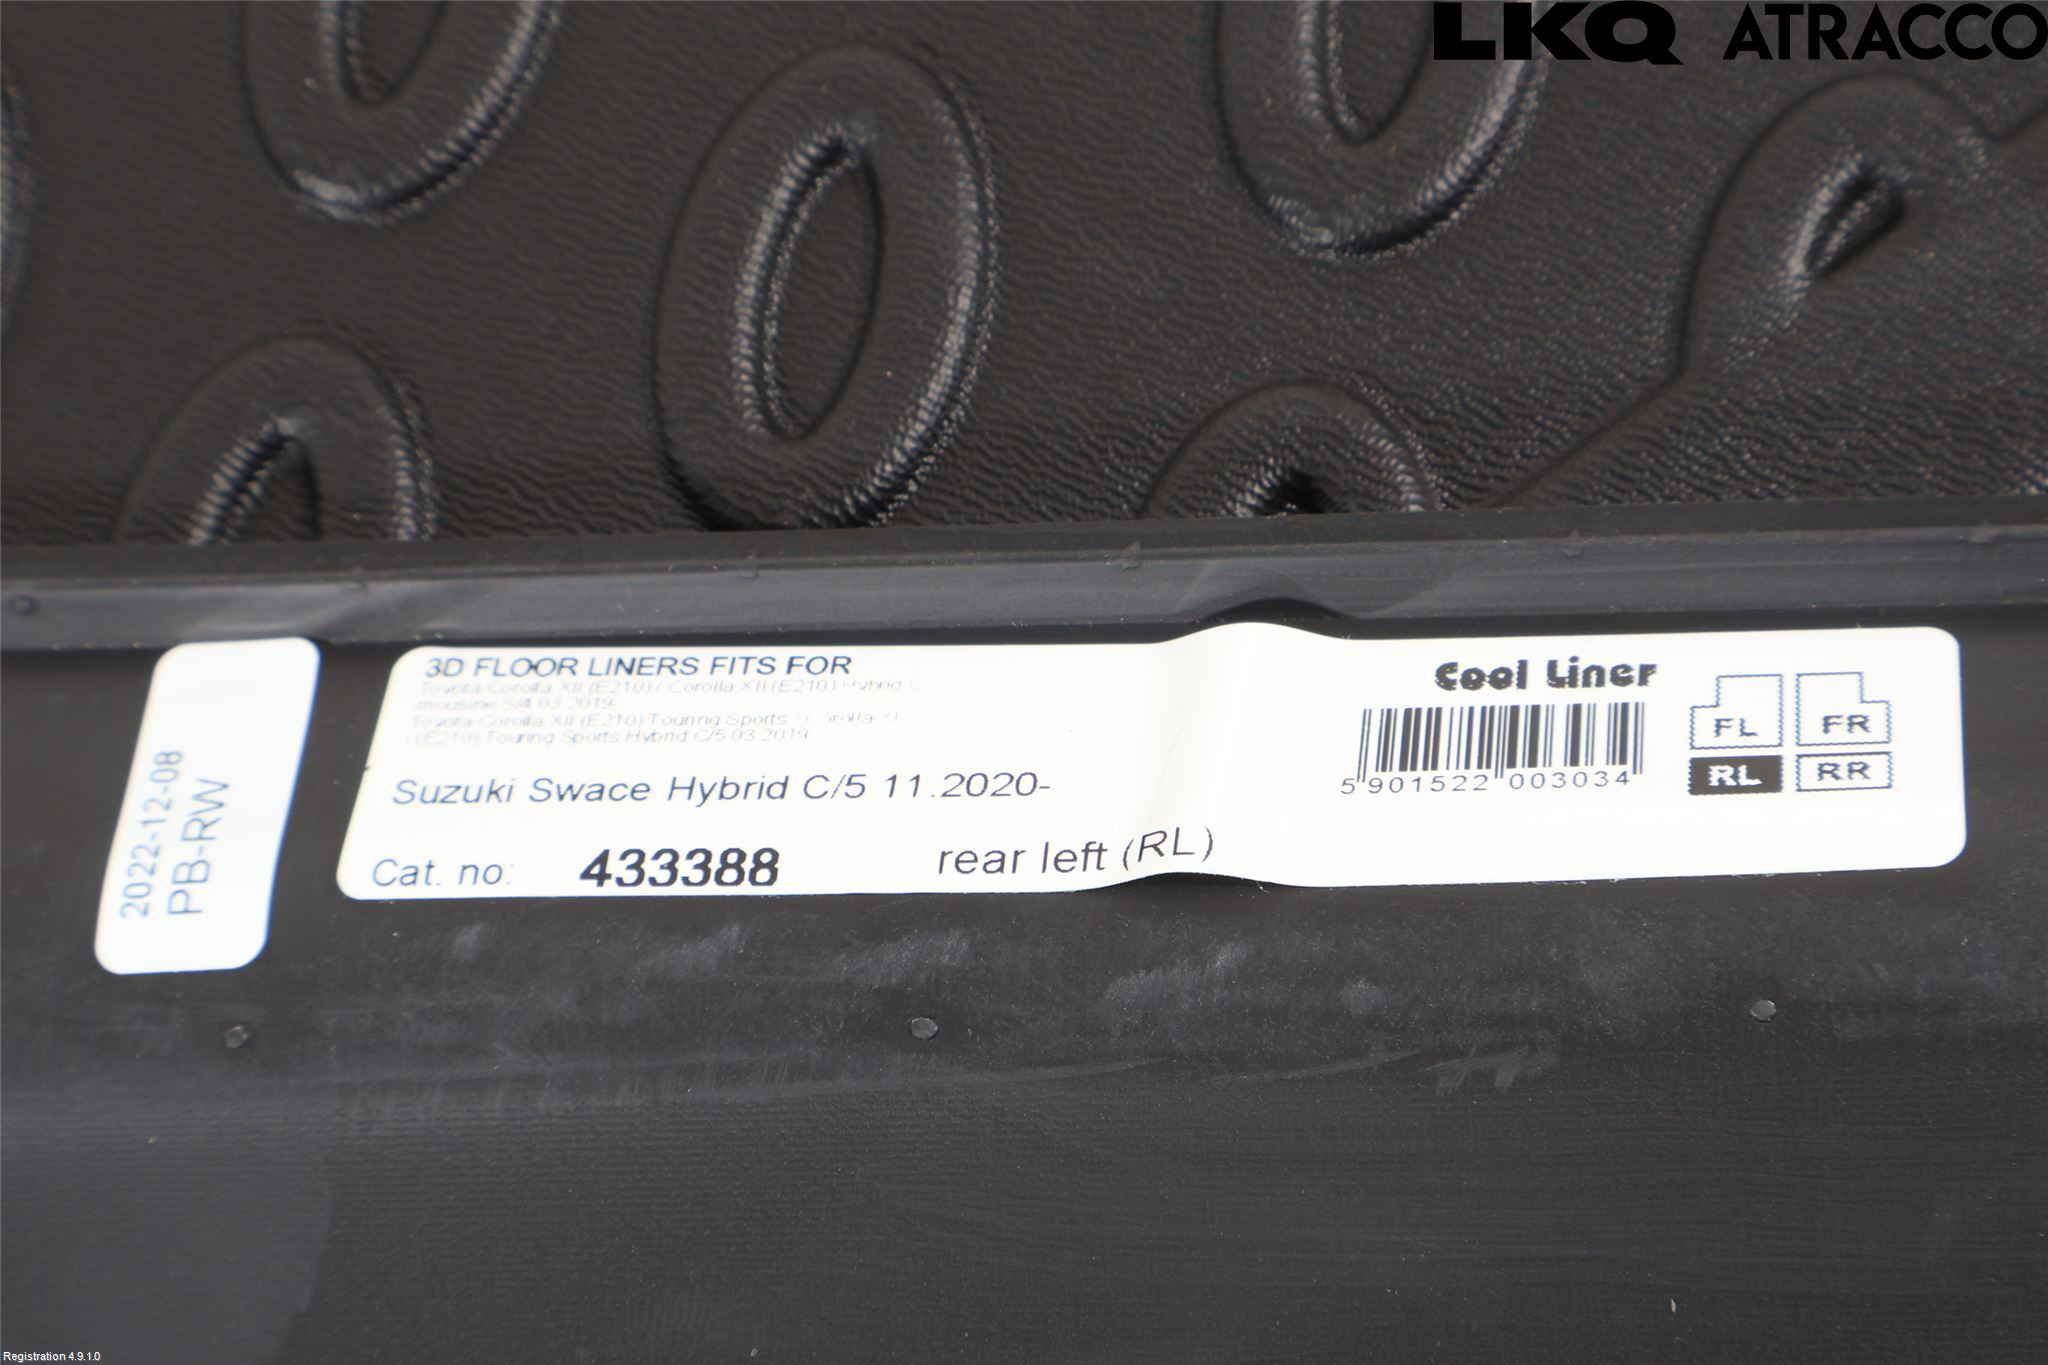 LKQ ATRACCO
3D FLOOR LINERS FITS FOR
Toyota Corolla XII (E210) / Corolla XII (E210) Hybrid
S/4 03.2019-
Toyota Corolla XII (E210) Touring Sports / Corolla
(E210) Touring Sports Hybrid C/5 03.2019
Suzuki Swace Hybrid C/5 11.2020-
Cat. no: 433388 rear left (RL)
Cool Liner
5 901522 003034
FL FR
RL RR
2022-12-08
PB-RW
Registration 4.9.1.0